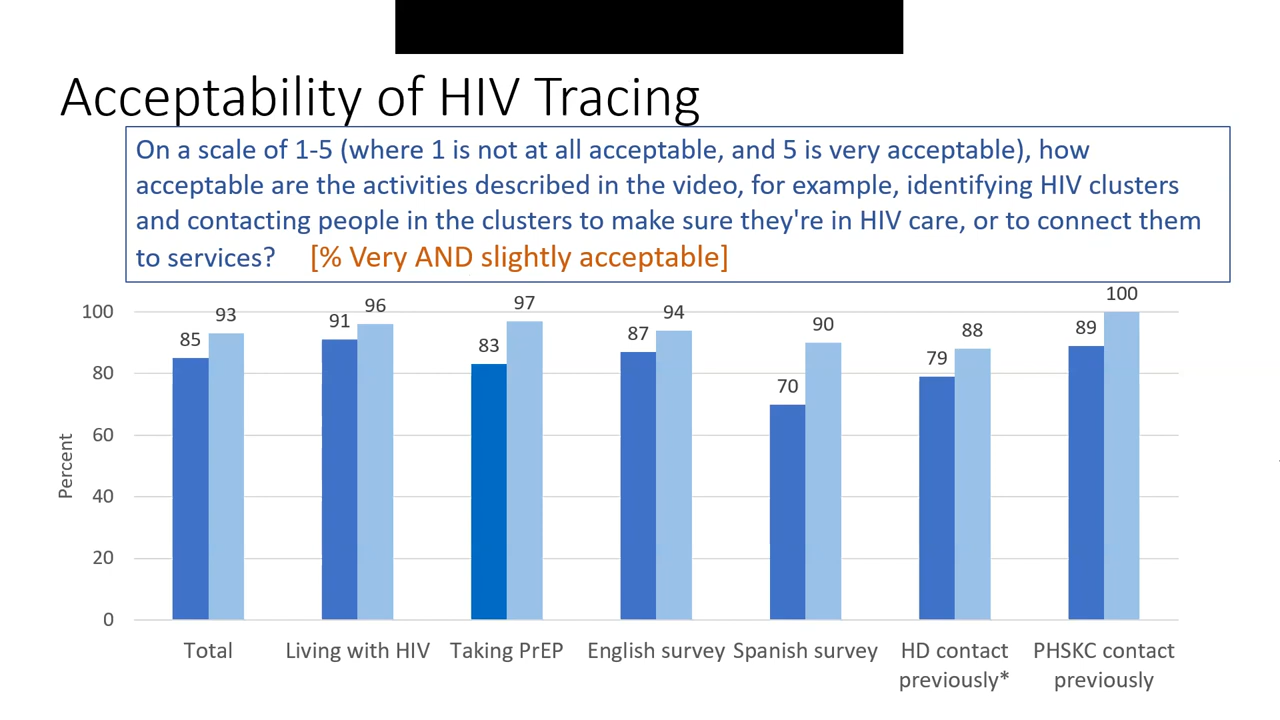 Acceptability of HIV Tracing
On a scale of 1-5 (where 1 is not at all acceptable, and 5 is very acceptable), how
acceptable are the activities described in the video, for example, identifying HIV clusters
and contacting people in the clusters to make sure they're in HIV care, or to connect them
to services? [% Very AND slightly acceptable]
100
80
60
40
20
0
Percent
85 93
91 96
83 97
87 94
70 90
79 88
89 100
Total
Living with HIV
Taking PrEP
English survey
Spanish survey
HD contact
previously*
PHSKC contact
previously